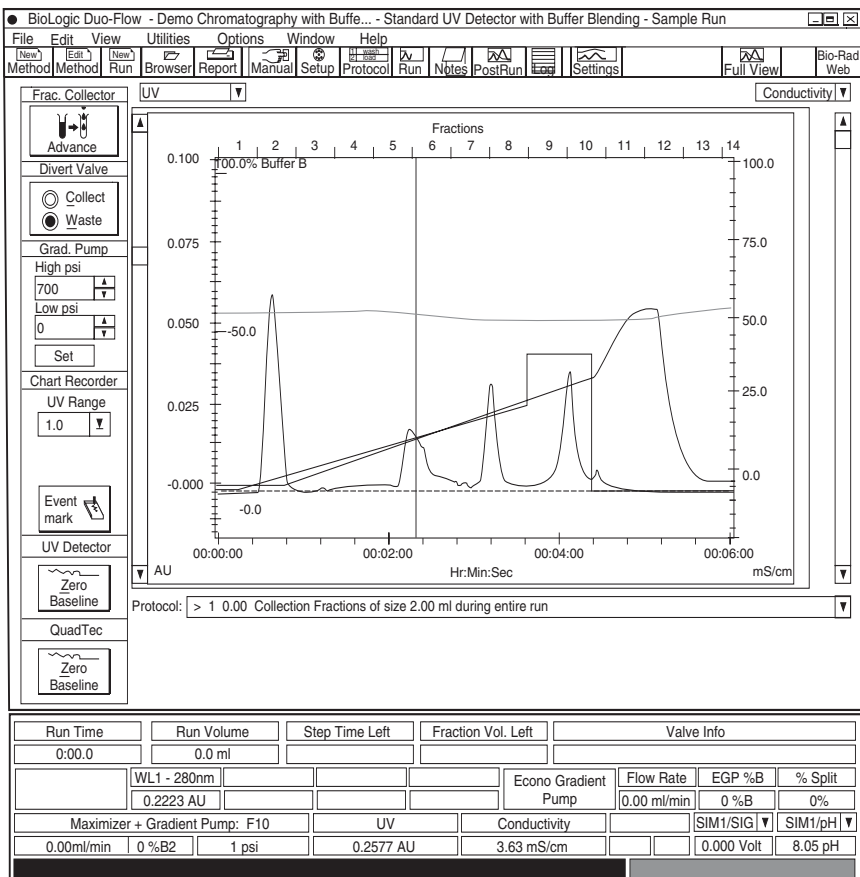 BioLogic Duo-Flow - Demo Chromatography with Buffe... - Standard UV Detector with Buffer Blending - Sample Run
File Edit View Utilities Options Window Help
New Method
Edit Method
New Run
Browser
Report
Manual
Setup
1 wash
2 load
Protocol
Run
Notes
PostRun
Log
Settings
Full View
Bio-Rad Web
Frac. Collector
Advance
Divert Valve
Collect
Waste
Grad. Pump
High psi
700
Low psi
0
Set
Chart Recorder
UV Range
1.0
Event mark
UV Detector
Zero Baseline
QuadTec
Zero Baseline
UV
Conductivity
Fractions
1 2 3 4 5 6 7 8 9 10 11 12 13 14
0.100
100.0% Buffer B
100.0
0.075
75.0
0.050
-50.0
50.0
0.025
25.0
-0.000
0.0
-0.0
00:00:00 00:02:00 00:04:00 00:06:00
AU
Hr:Min:Sec
mS/cm
Protocol: > 1 0.00 Collection Fractions of size 2.00 ml during entire run
Run Time Run Volume Step Time Left Fraction Vol. Left Valve Info
0:00.0 0.0 ml
WL1 - 280nm Econo Gradient Pump Flow Rate EGP %B % Split
0.2223 AU 0.00 ml/min 0 %B 0%
Maximizer + Gradient Pump: F10 UV Conductivity SIM1/SIG SIM1/pH
0.00ml/min 0 %B2 1 psi 0.2577 AU 3.63 mS/cm 0.000 Volt 8.05 pH